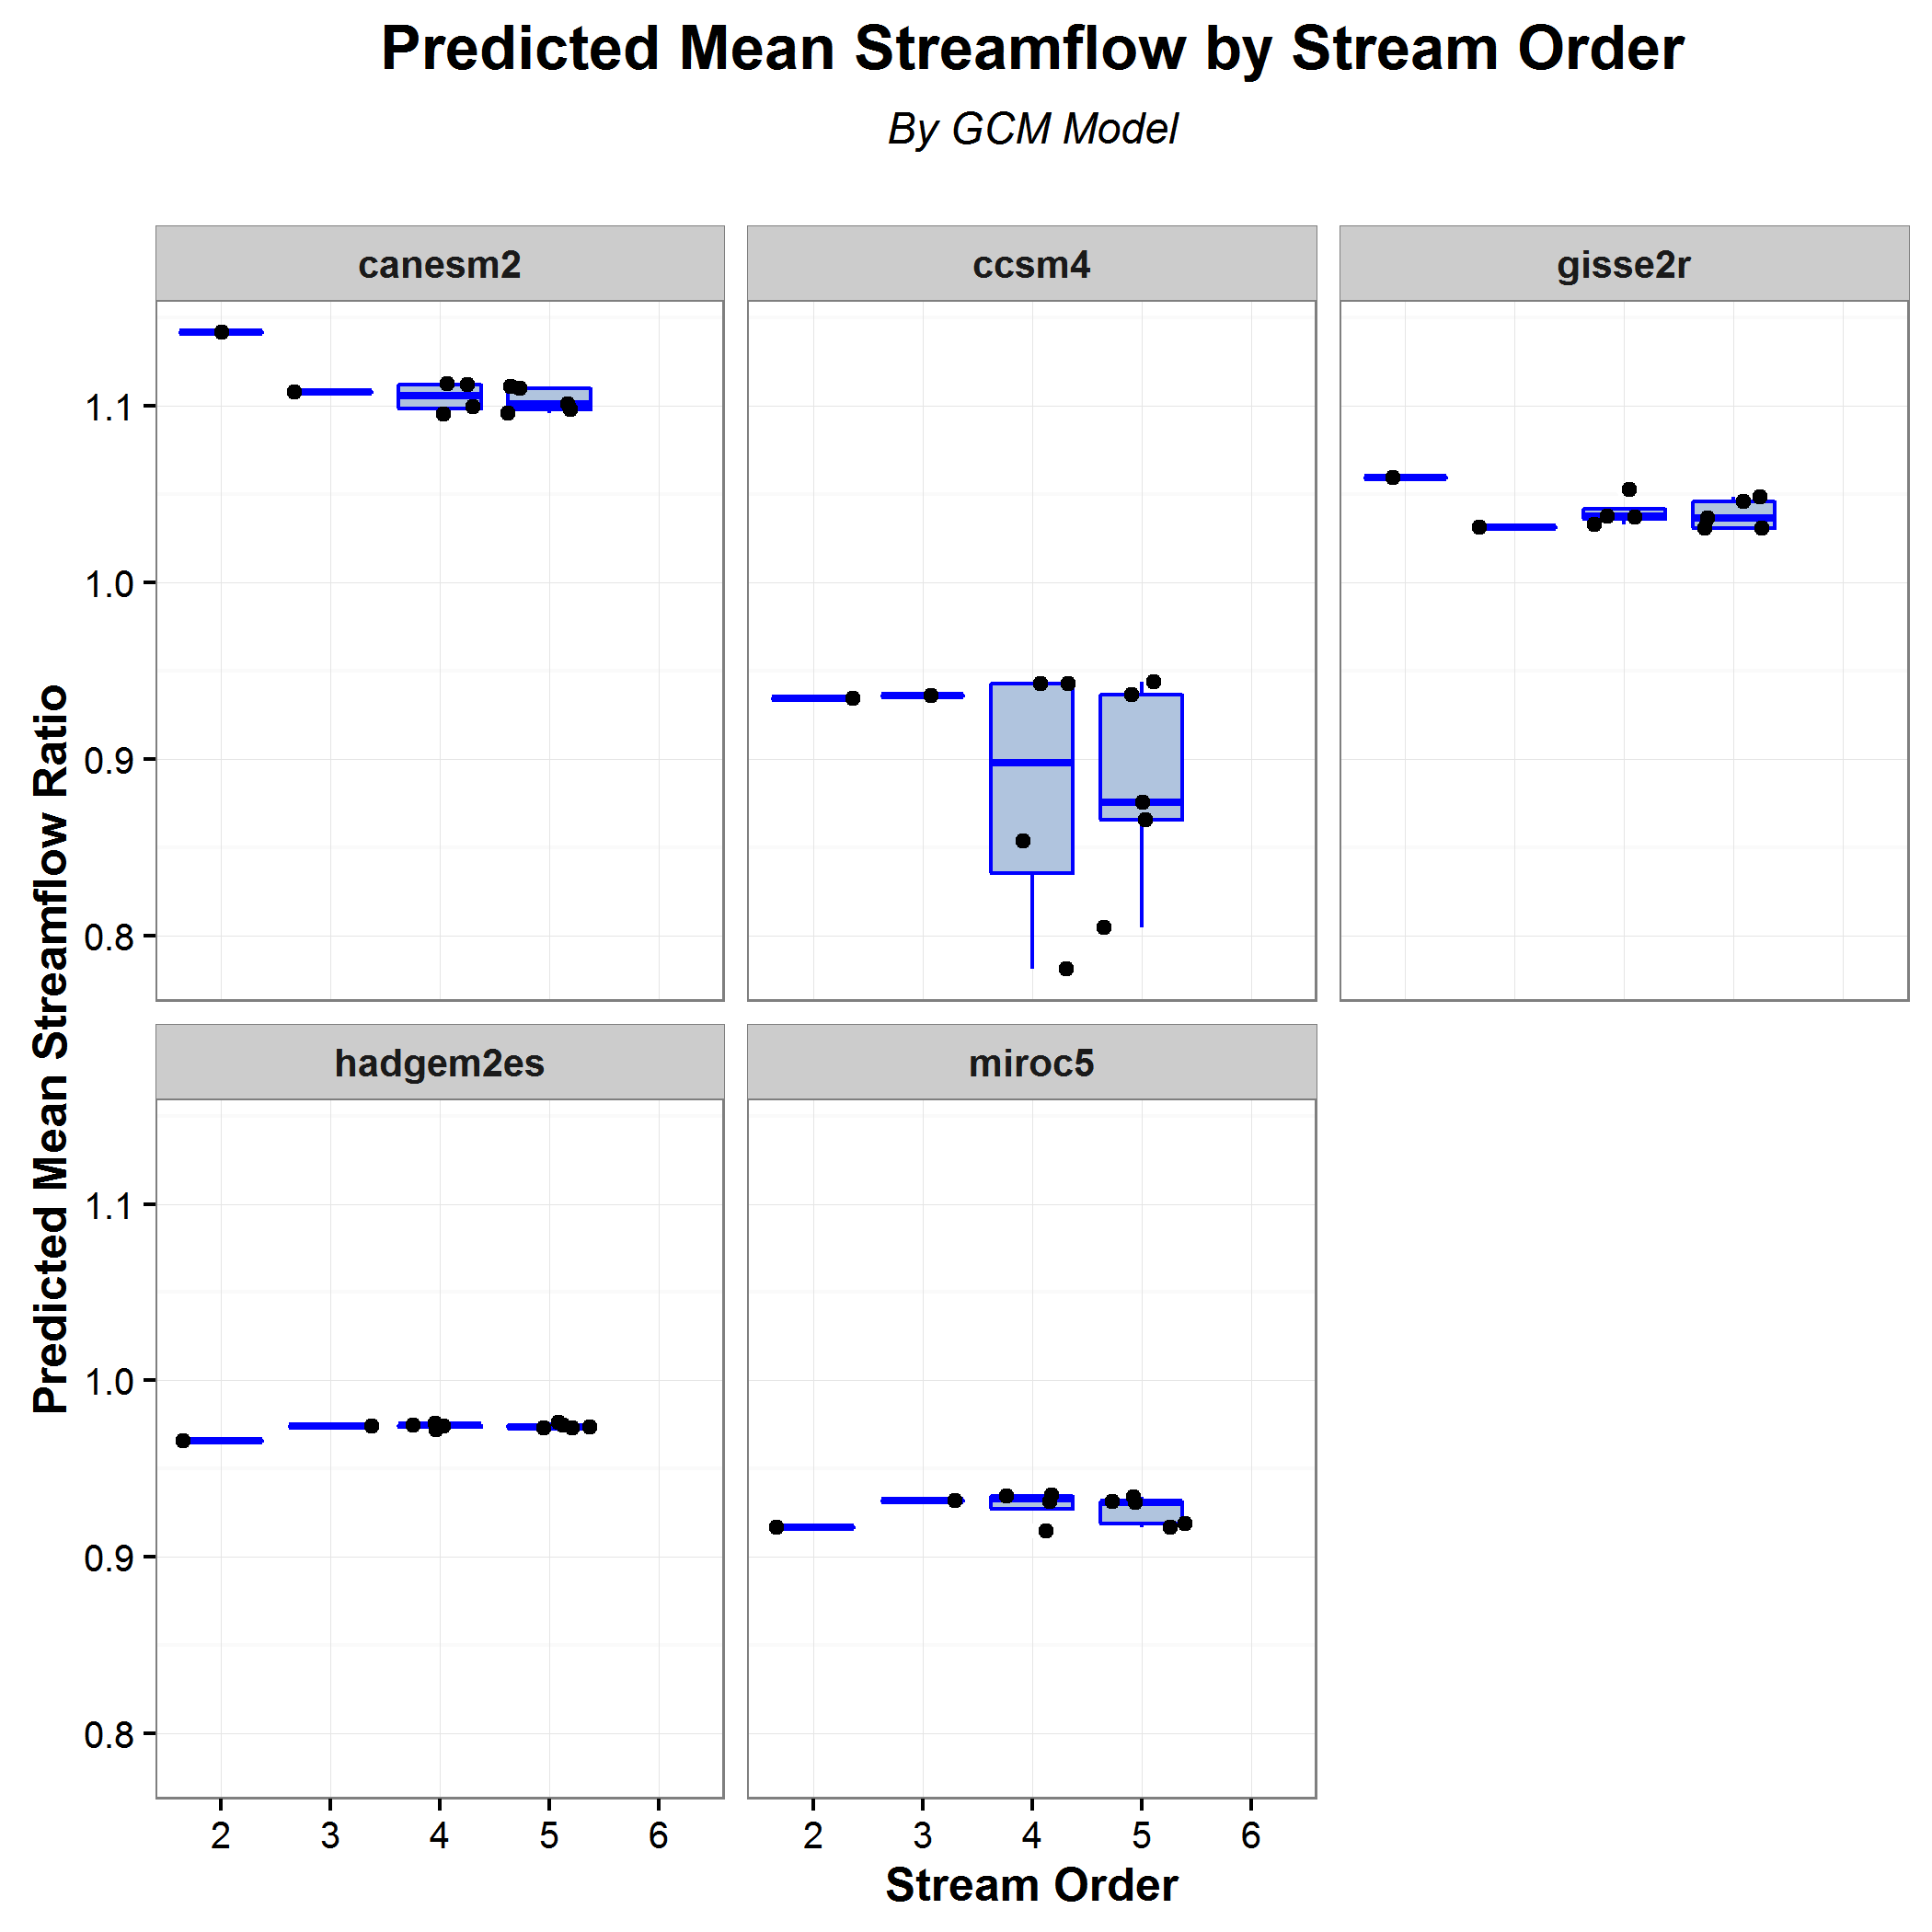 Predicted Mean Streamflow by Stream Order
By GCM Model
canesm2
ccsm4
gisse2r
1.1
1.0
0.9
0.8
Predicted Mean Streamflow Ratio
hadgem2es
miroc5
1.1
1.0
0.9
0.8
2 3 4 5 6
2 3 4 5 6
Stream Order